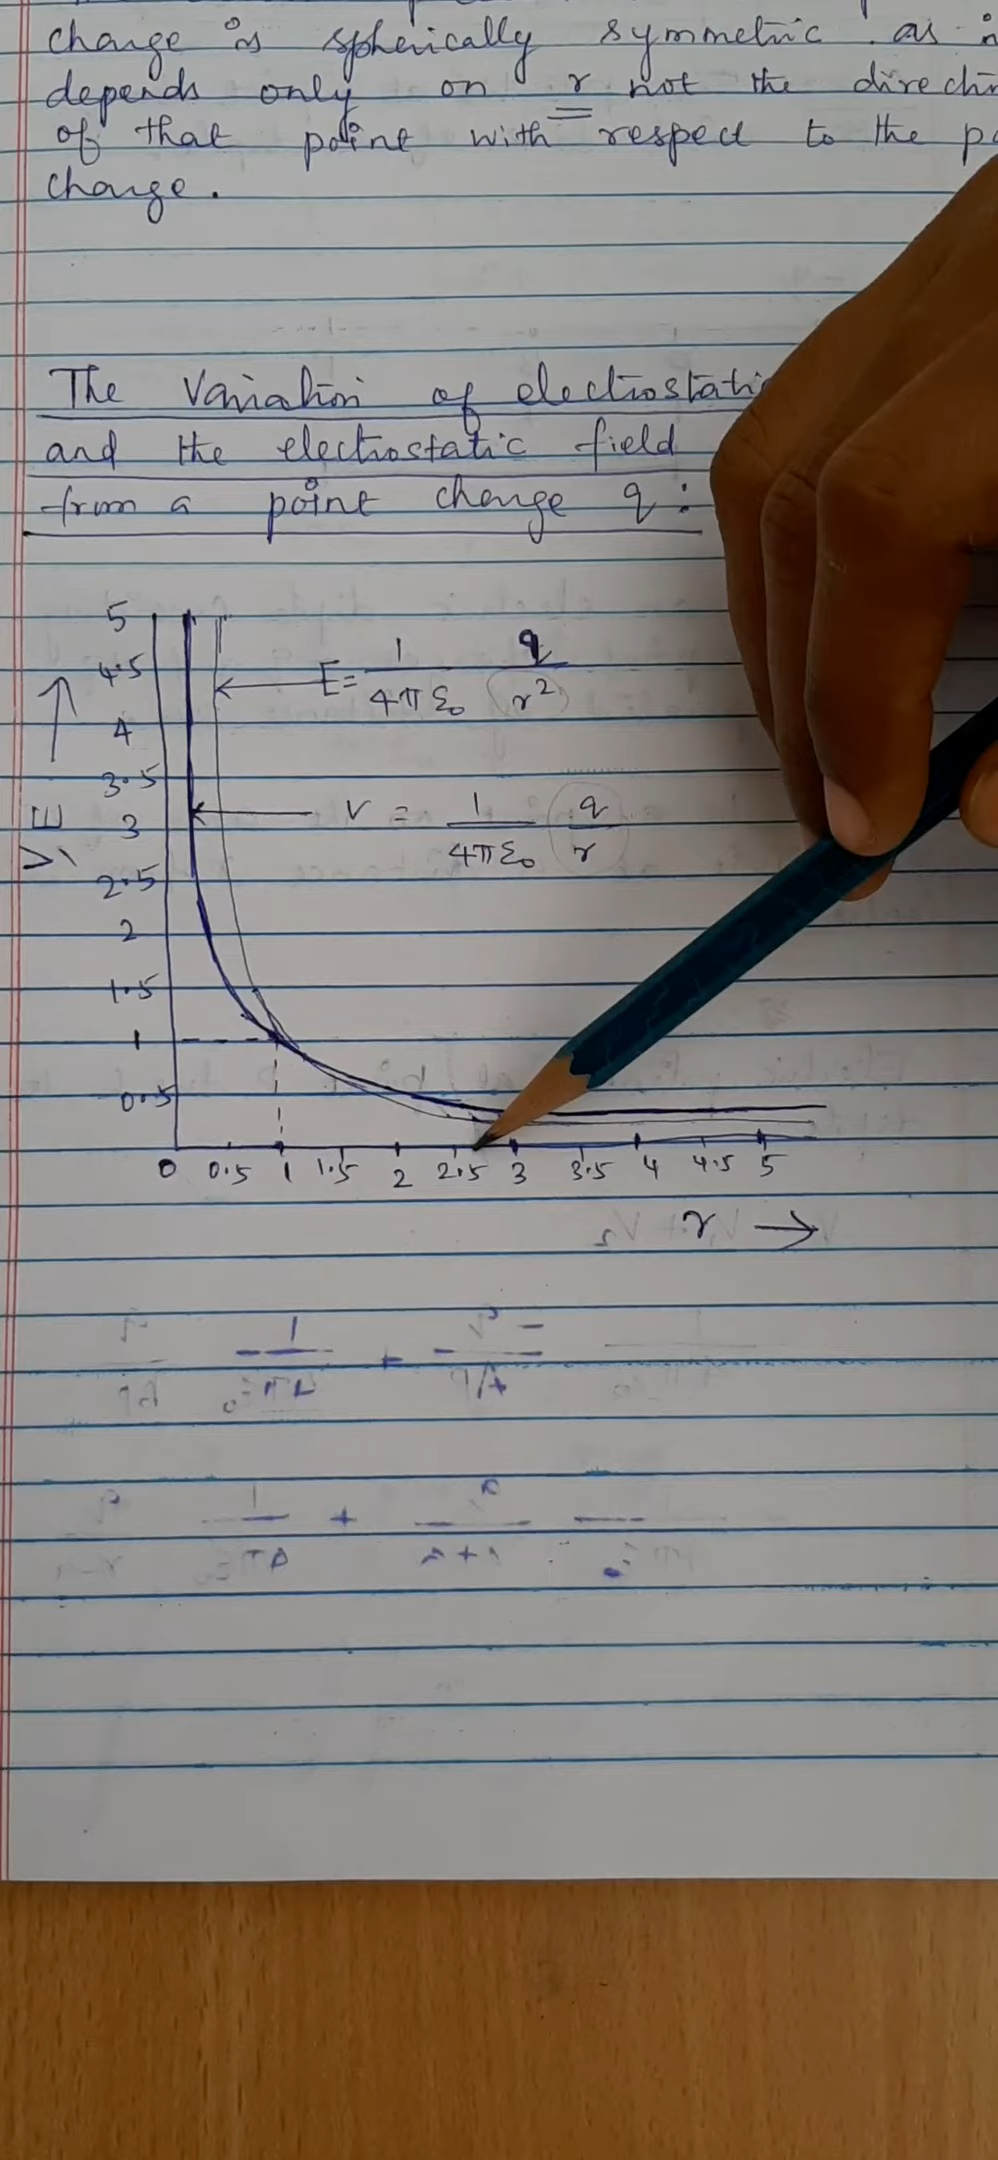 charge is spherically symmetric as
depends only on r not the
of that point with respect to the
charge.
The Variation of electrostatic
and the electrostatic field
from a point charge q :
5
4.5
4
3.5
3
2.5
2
1.5
1
0.5
V, E
E = 1/4πε₀ q/r²
V = 1/4πε₀ q/r
0 0.5 1 1.5 2 2.5 3 3.5 4 4.5 5
r →